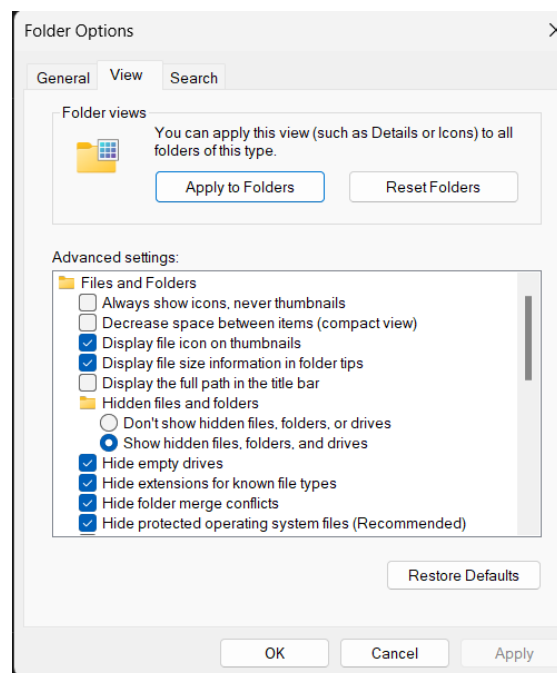 Folder Options
General View Search
Folder views
You can apply this view (such as Details or Icons) to all
folders of this type.
Apply to Folders Reset Folders
Advanced settings:
Files and Folders
Always show icons, never thumbnails
Decrease space between items (compact view)
Display file icon on thumbnails
Display file size information in folder tips
Display the full path in the title bar
Hidden files and folders
Don't show hidden files, folders, or drives
Show hidden files, folders, and drives
Hide empty drives
Hide extensions for known file types
Hide folder merge conflicts
Hide protected operating system files (Recommended)
Restore Defaults
OK Cancel Apply